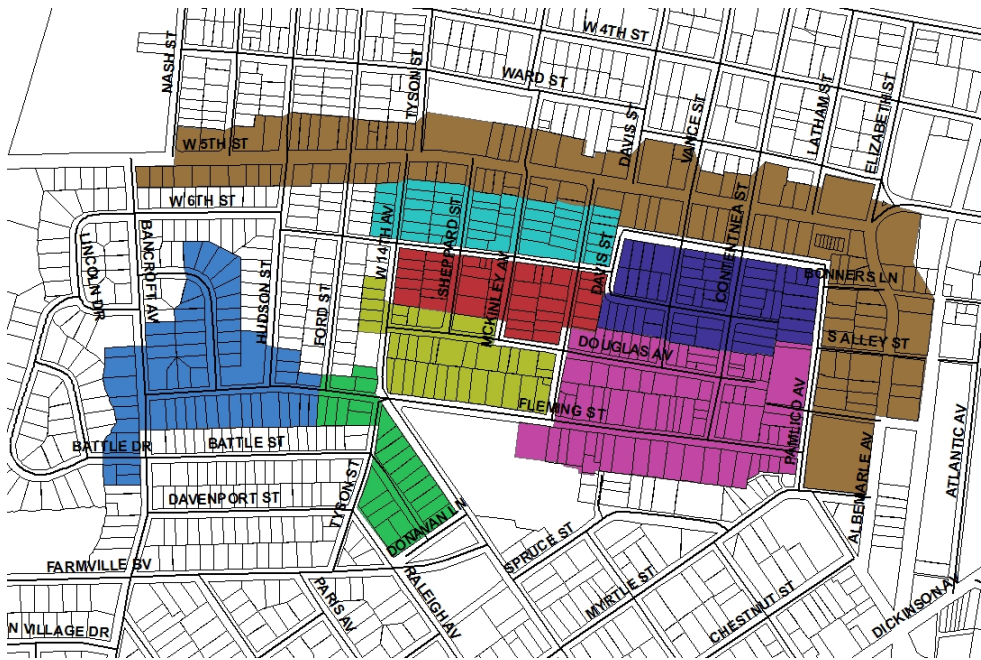 W 4TH ST
NASH ST
TYSON ST
WARD ST
DAVIS ST
VANCE ST
LATHAM ST
ELIZABETH ST
W 5TH ST
W 6TH ST
LINCOLN DR
BANCROFT AV
HUDSON ST
FORD ST
W 14TH AV
SHEPPARD ST
MCKINLEY AV
DAVIS ST
CONTENTNEA ST
BONNERS LN
S ALLEY ST
DOUGLAS AV
FLEMING ST
PAMLICO AV
ALBEMARLE AV
ATLANTIC AV
BATTLE DR
BATTLE ST
DAVENPORT ST
TYSON ST
DONAVAN LN
SPRUCE ST
FARMVILLE BV
PARIS AV
RALEIGH AV
MYRTLE ST
CHESTNUT ST
DICKINSON AV
N VILLAGE DR